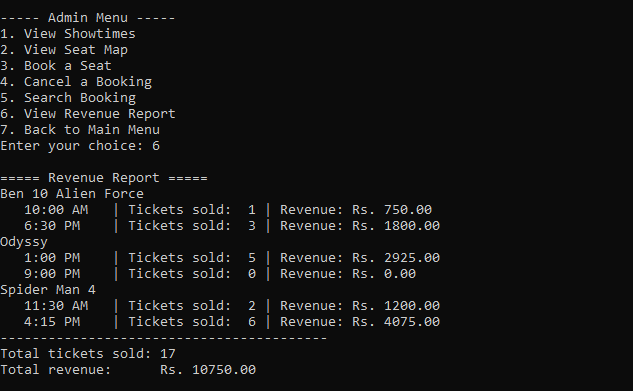 ----- Admin Menu -----
1. View Showtimes
2. View Seat Map
3. Book a Seat
4. Cancel a Booking
5. Search Booking
6. View Revenue Report
7. Back to Main Menu
Enter your choice: 6

===== Revenue Report =====
Ben 10 Alien Force
   10:00 AM   | Tickets sold:  1 | Revenue: Rs. 750.00
   6:30 PM    | Tickets sold:  3 | Revenue: Rs. 1800.00
Odyssy
   1:00 PM    | Tickets sold:  5 | Revenue: Rs. 2925.00
   9:00 PM    | Tickets sold:  0 | Revenue: Rs. 0.00
Spider Man 4
   11:30 AM   | Tickets sold:  2 | Revenue: Rs. 1200.00
   4:15 PM    | Tickets sold:  6 | Revenue: Rs. 4075.00
-----------------------------------------
Total tickets sold: 17
Total revenue:      Rs. 10750.00